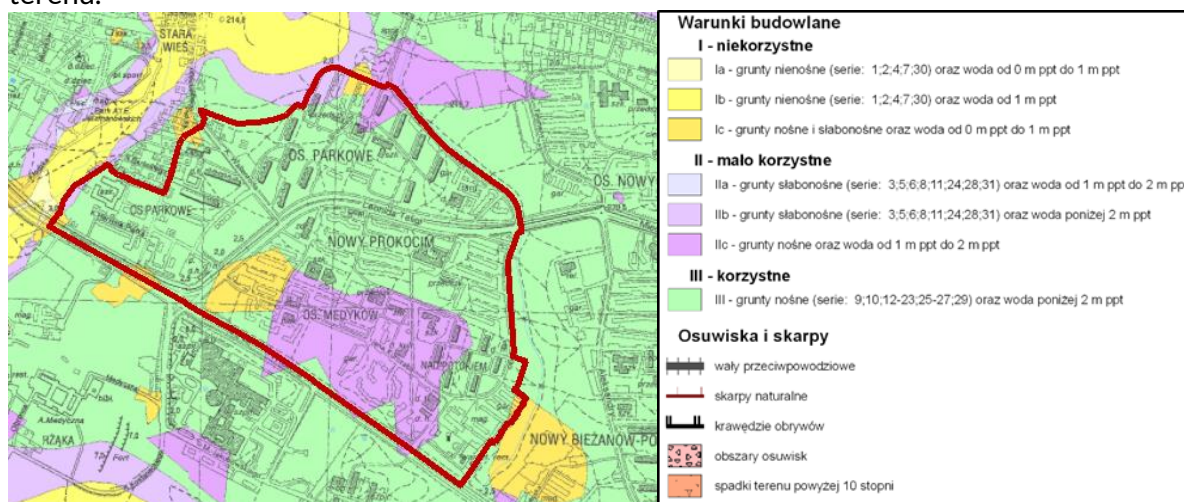 terenu.
STARA
WIEŚ
OS. PARKOWE
OS. NOWY
OS. PARKOWE
NOWY PROKOCIM
OS. MEDYKÓW
NAD POTOKIEM
NOWY BIEŻANÓW-PO
RŻĄKA
A.Medyczna
Fort
Warunki budowlane
I - niekorzystne
Ia - grunty nienośne (serie: 1;2;4;7;30) oraz woda od 0 m ppt do 1 m ppt
Ib - grunty nienośne (serie: 1;2;4;7;30) oraz woda od 1 m ppt
Ic - grunty nośne i słabonośne oraz woda od 0 m ppt do 1 m ppt
II - mało korzystne
IIa - grunty słabonośne (serie: 3;5;6;8;11;24;28;31) oraz woda od 1 m ppt do 2 m ppt
IIb - grunty słabonośne (serie: 3;5;6;8;11;24;28;31) oraz woda poniżej 2 m ppt
IIc - grunty nośne oraz woda od 1 m ppt do 2 m ppt
III - korzystne
III - grunty nośne (serie: 9;10;12-23;25-27;29) oraz woda poniżej 2 m ppt
Osuwiska i skarpy
wały przeciwpowodziowe
skarpy naturalne
krawędzie obrywów
obszary osuwisk
spadki terenu powyżej 10 stopni